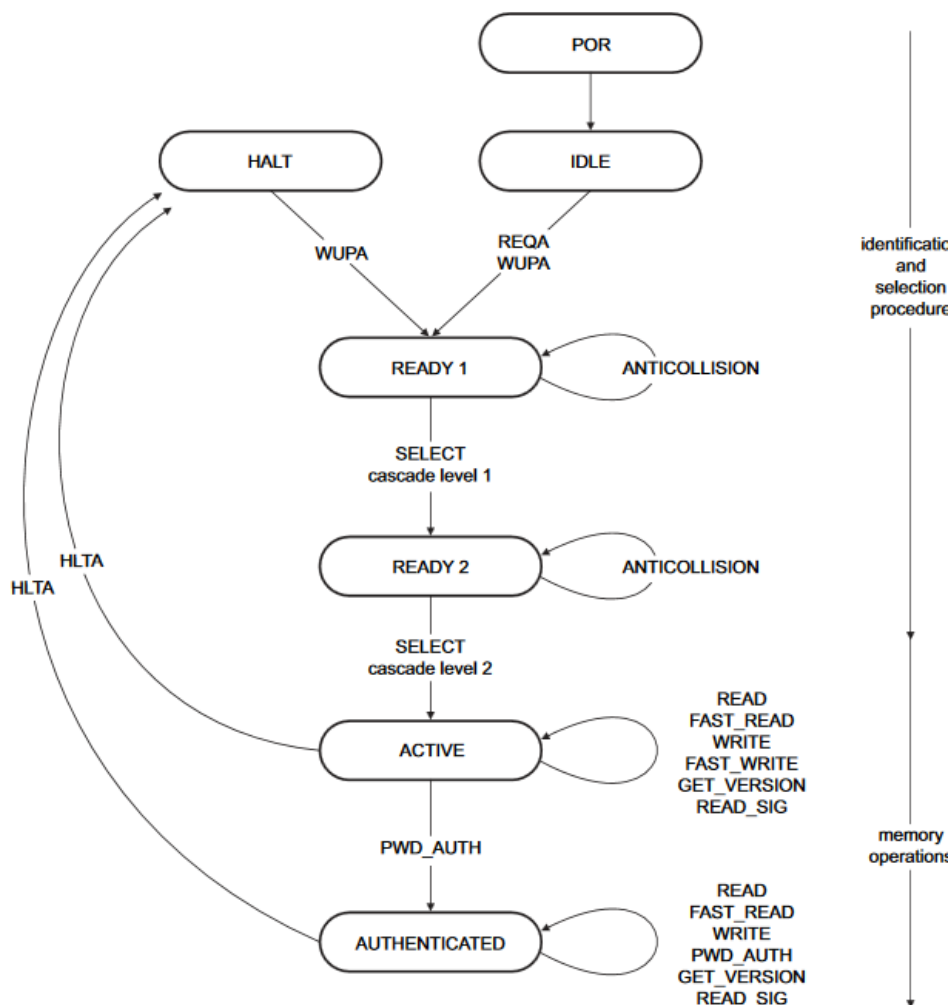 POR
HALT
IDLE
WUPA
REQA
WUPA
identificatio
and
selection
procedure
READY 1
ANTICOLLISION
SELECT
cascade level 1
HLTA
HLTA
READY 2
ANTICOLLISION
SELECT
cascade level 2
ACTIVE
READ
FAST_READ
WRITE
FAST_WRITE
GET_VERSION
READ_SIG
PWD_AUTH
memory
operations
AUTHENTICATED
READ
FAST_READ
WRITE
PWD_AUTH
GET_VERSION
READ_SIG